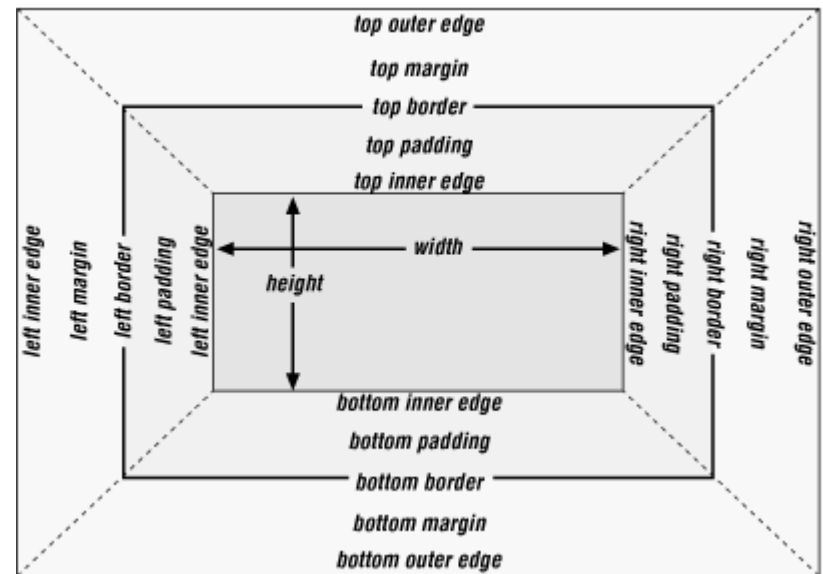 top outer edge
top margin
top border
top padding
top inner edge
left inner edge
left margin
left border
left padding
left inner edge
width
height
right inner edge
right padding
right border
right margin
right outer edge
bottom inner edge
bottom padding
bottom border
bottom margin
bottom outer edge